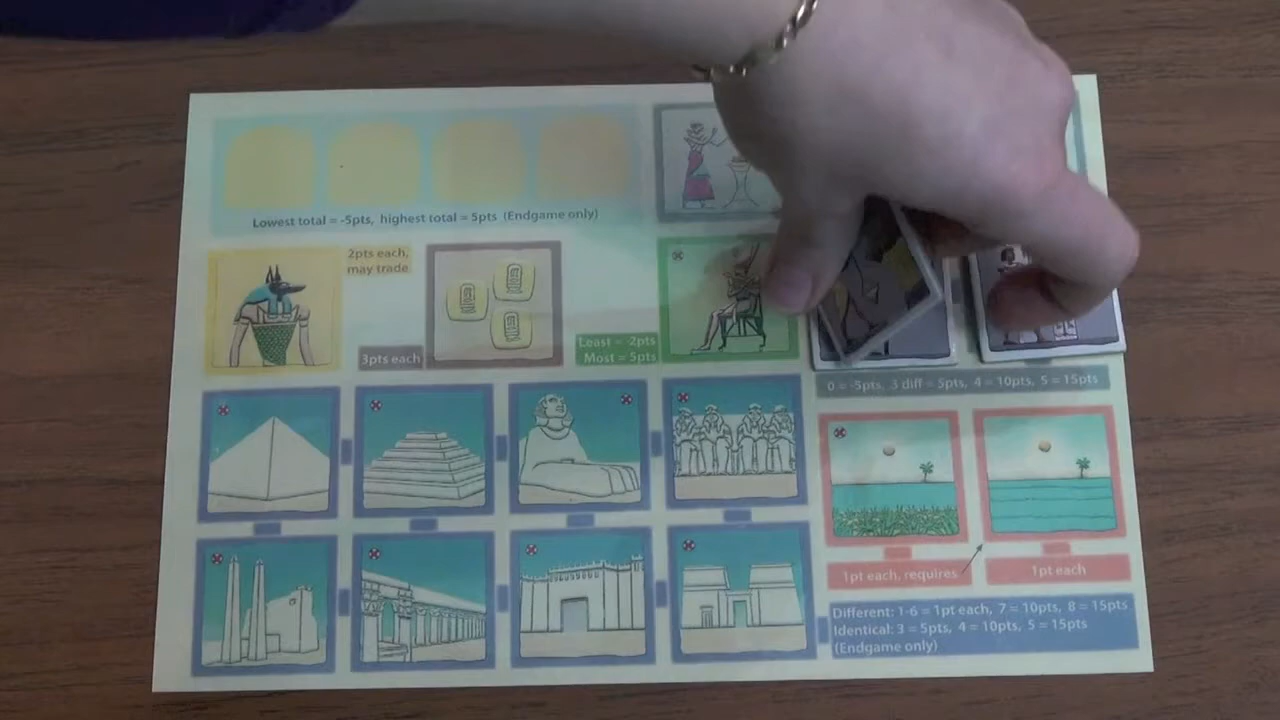 Lowest total = -5pts, highest total = 5pts (Endgame only)
2pts each,
may trade
3pts each
Least = -2pts
Most = 5pts
0 = -5pts, 3 diff = 5pts, 4 = 10pts, 5 = 15pts
1pt each, requires
1pt each
Different: 1-6 = 1pt each, 7 = 10pts, 8 = 15pts
Identical: 3 = 5pts, 4 = 10pts, 5 = 15pts
(Endgame only)